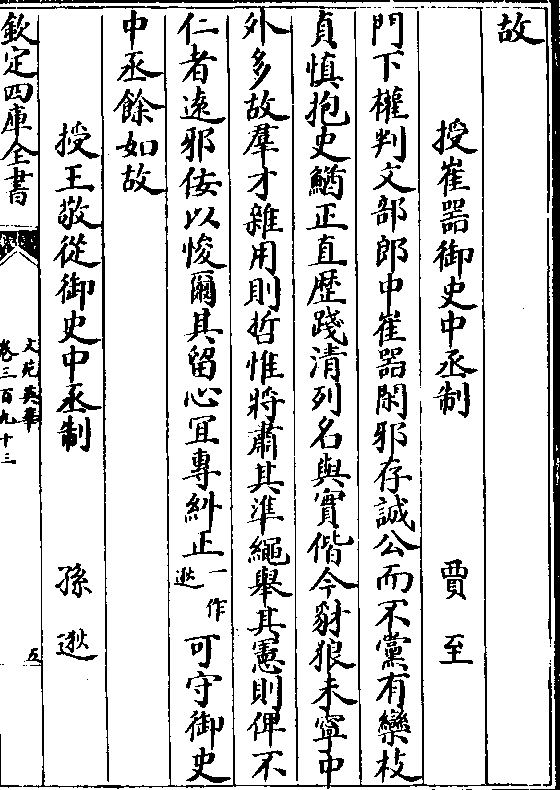 故
授崔器御史中丞制　賈至
門下權判文部郎中崔器閑邪存誠公而不黨有欒枝
貞慎抱史鰌正直歴踐清列名與實偕今豺狼未寧中
外多故羣才雜用則哲惟將肅其準繩舉其憲則俾不
仁者逺邪佞以悛爾其留心宜專糾正一作逖可守御史
中丞餘如故
授王敬從御史中丞制　孫逖
欽定四庫全書
文苑英華
卷三百九十三
五